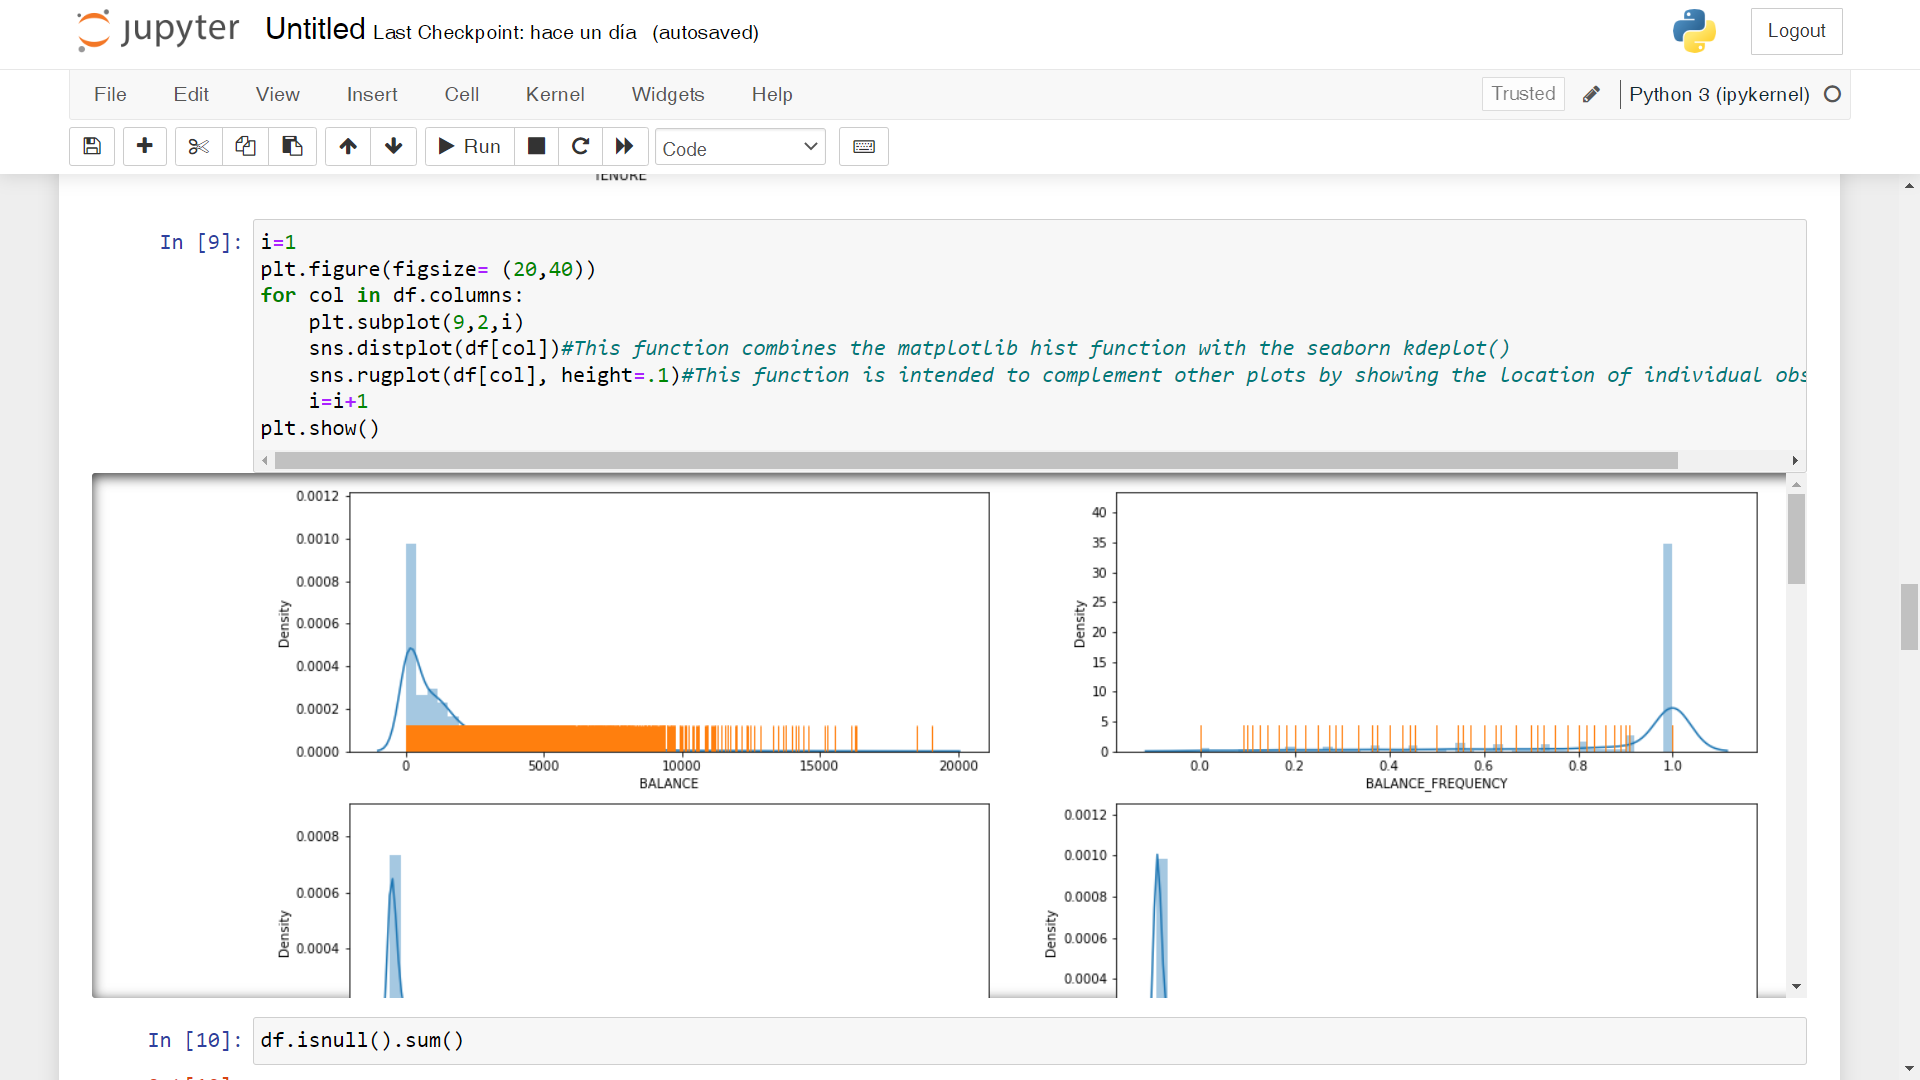 jupyter Untitled Last Checkpoint: hace un día (autosaved) Logout
File Edit View Insert Cell Kernel Widgets Help Trusted Python 3 (ipykernel)
Run Code
TENURE
In [9]: i=1
plt.figure(figsize= (20,40))
for col in df.columns:
    plt.subplot(9,2,i)
    sns.distplot(df[col])#This function combines the matplotlib hist function with the seaborn kdeplot()
    sns.rugplot(df[col], height=.1)#This function is intended to complement other plots by showing the location of individual obs
    i=i+1
plt.show()
0.0012
0.0010
0.0008
0.0006
0.0004
0.0002
0.0000
Density
0 5000 10000 15000 20000
BALANCE
40
35
30
25
20
15
10
5
0
Density
0.0 0.2 0.4 0.6 0.8 1.0
BALANCE_FREQUENCY
0.0008
0.0006
0.0004
Density
0.0012
0.0010
0.0008
0.0006
0.0004
Density
In [10]: df.isnull().sum()